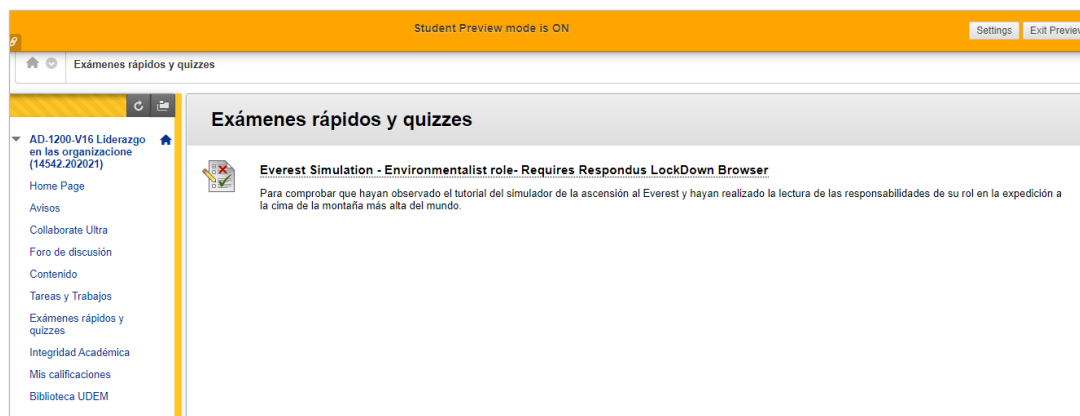 Student Preview mode is ON
Settings
Exit Preview
Exámenes rápidos y quizzes
AD-1200-V16 Liderazgo
en las organizacione
(14542.202021)
Home Page
Avisos
Collaborate Ultra
Foro de discusión
Contenido
Tareas y Trabajos
Exámenes rápidos y
quizzes
Integridad Académica
Mis calificaciones
Biblioteca UDEM
Exámenes rápidos y quizzes
Everest Simulation - Environmentalist role- Requires Respondus LockDown Browser
Para comprobar que hayan observado el tutorial del simulador de la ascensión al Everest y hayan realizado la lectura de las responsabilidades de su rol en la expedición a
la cima de la montaña más alta del mundo.